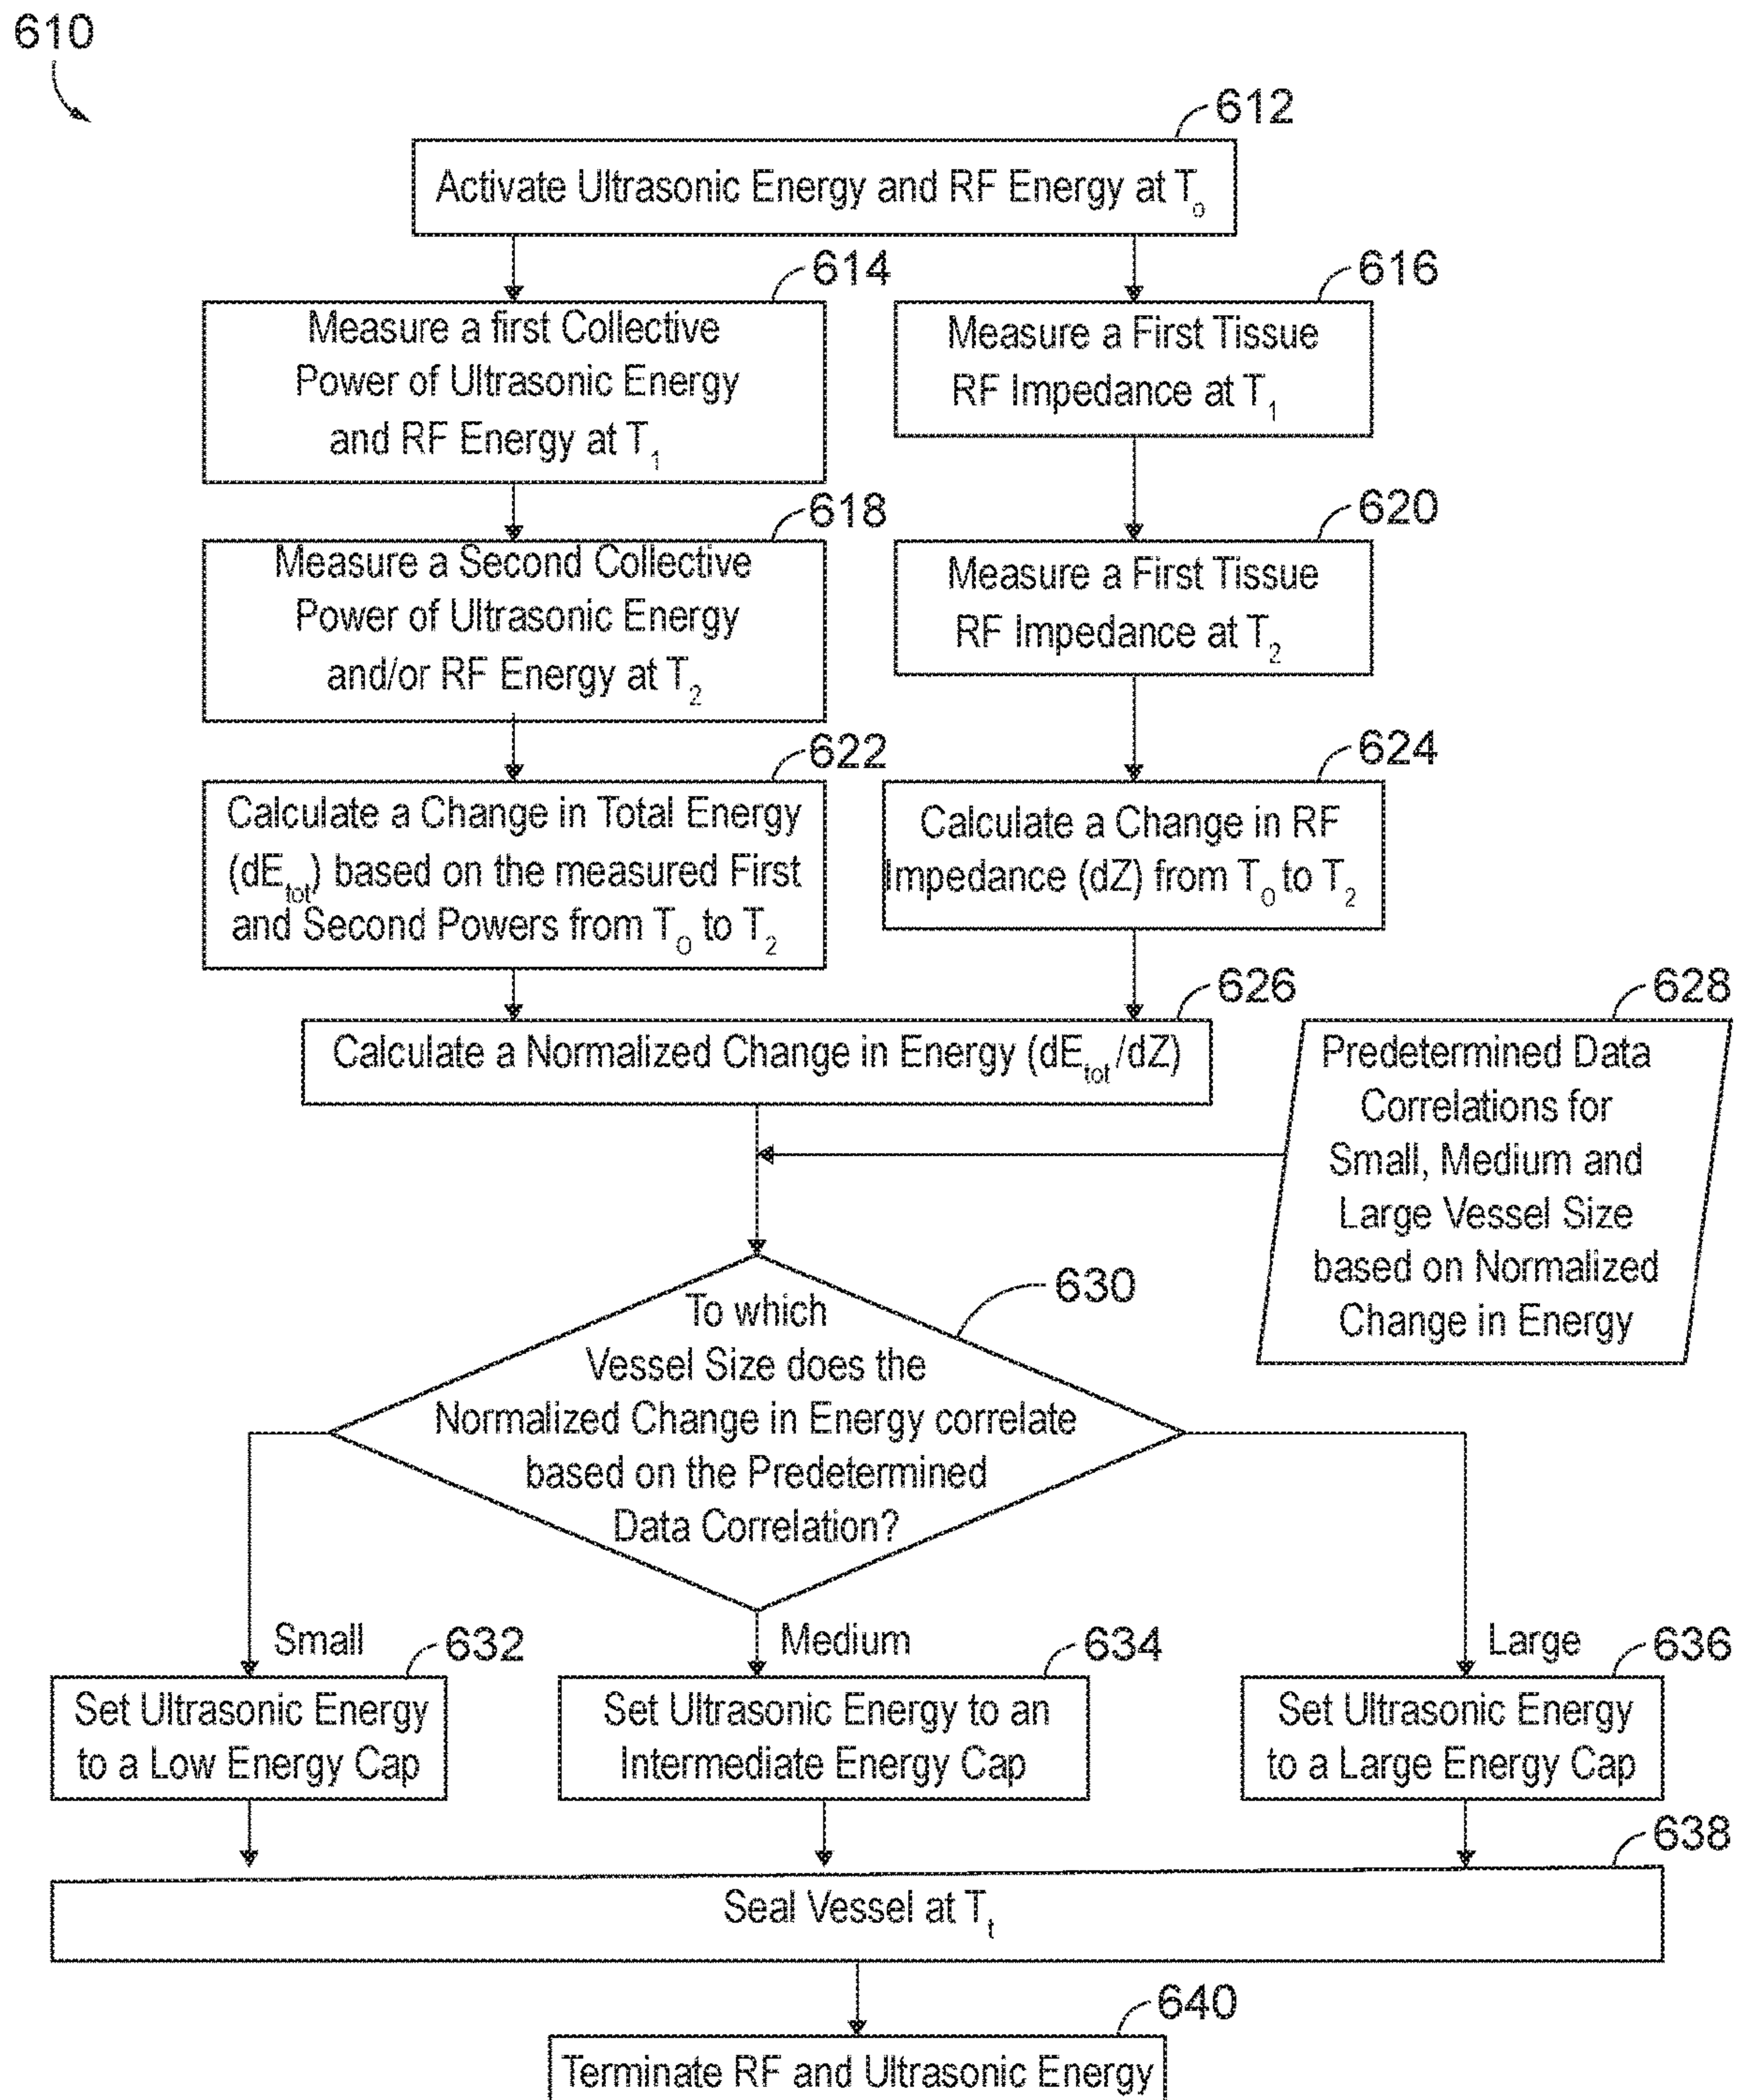 610
612
Activate Ultrasonic Energy and RF Energy at To
614
Measure a first Collective
Power of Ultrasonic Energy
and RF Energy at T1
616
Measure a First Tissue
RF Impedance at T1
618
Measure a Second Collective
Power of Ultrasonic Energy
and/or RF Energy at T2
620
Measure a First Tissue
RF Impedance at T2
622
Calculate a Change in Total Energy
(dEtot) based on the measured First
and Second Powers from TO to T2
624
Calculate a Change in RF
Impedance (dZ) from TO to T2
626
Calculate a Normalized Change in Energy (dEtot/dZ)
628
Predetermined Data
Correlations for
Small, Medium and
Large Vessel Size
based on Normalized
Change in Energy
630
To which
Vessel Size does the
Normalized Change in Energy correlate
based on the Predetermined
Data Correlation?
Small
632
Set Ultrasonic Energy
to a Low Energy Cap
Medium
634
Set Ultrasonic Energy to an
Intermediate Energy Cap
Large
636
Set Ultrasonic Energy
to a Large Energy Cap
638
Seal Vessel at Tt
640
Terminate RF and Ultrasonic Energy